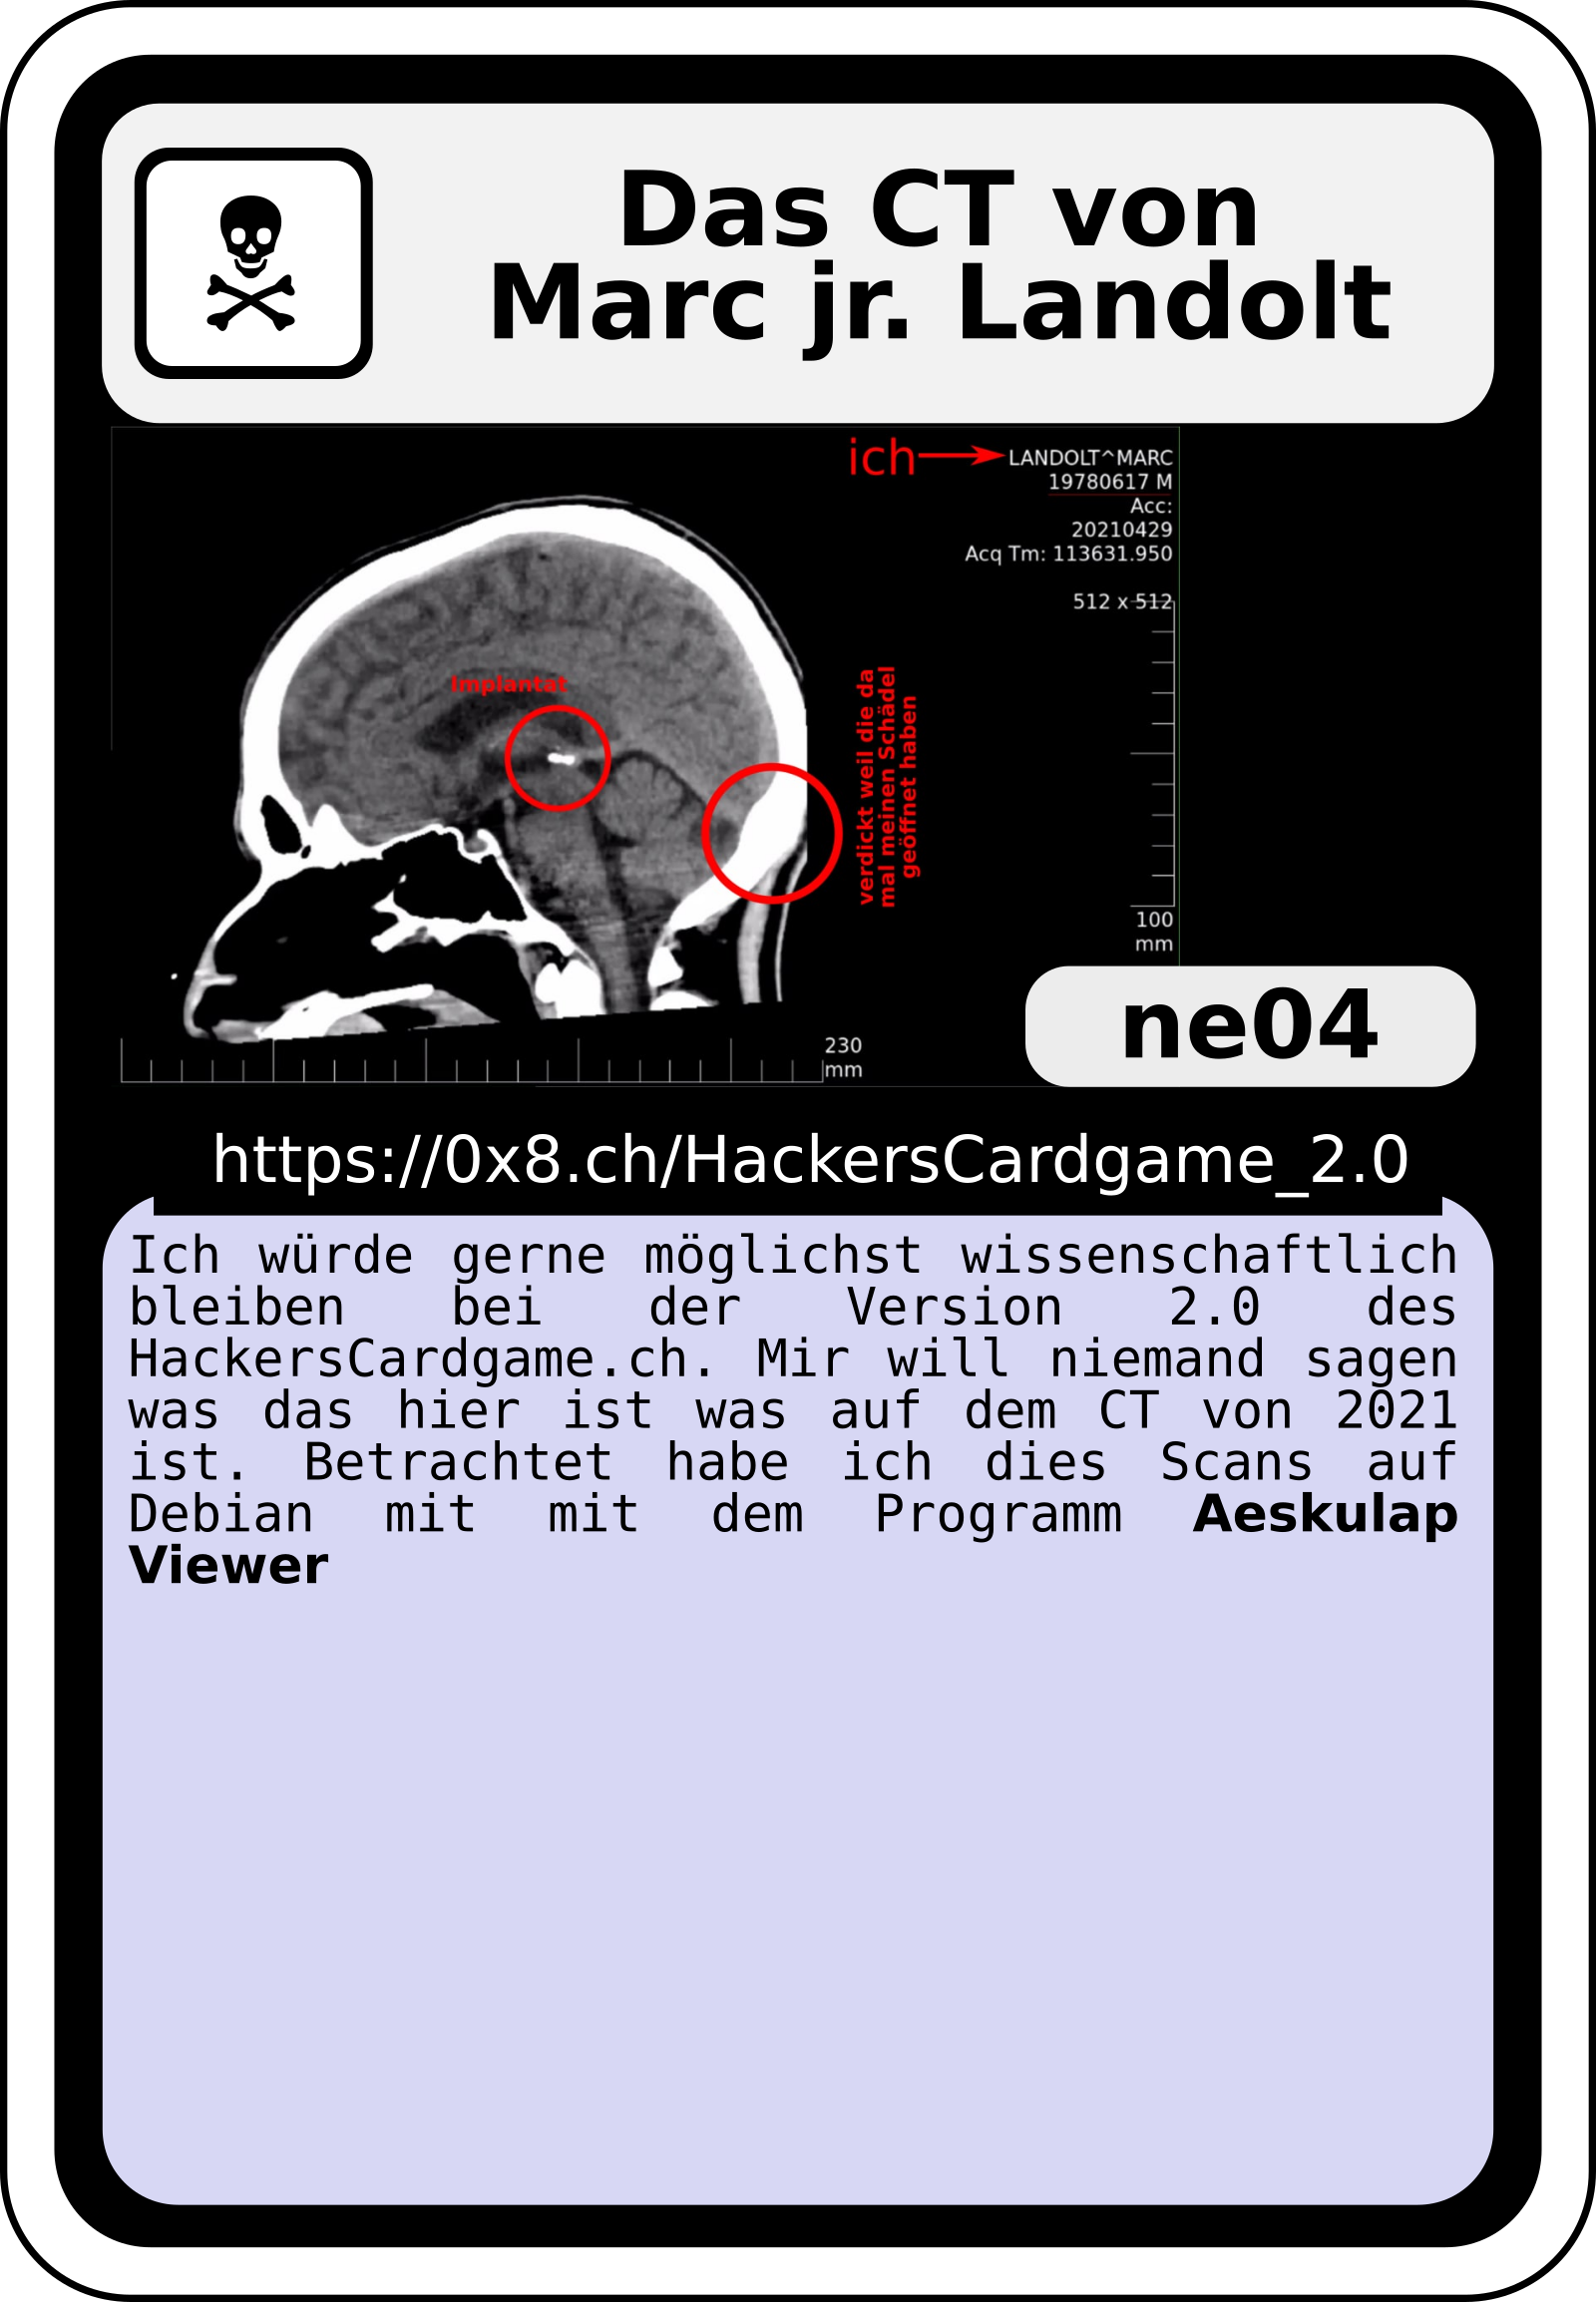 Das CT von
Marc jr. Landolt
ich
LANDOLT^MARC
19780617 M
Acc:
20210429
Acq Tm: 113631.950
512 x 512
Implantat
verdickt weil die da
mal meinen Schädel
geöffnet haben
100
mm
230
mm
ne04
https://0x8.ch/HackersCardgame_2.0
Ich würde gerne möglichst wissenschaftlich
bleiben bei der Version 2.0 des
HackersCardgame.ch. Mir will niemand sagen
was das hier ist was auf dem CT von 2021
ist. Betrachtet habe ich dies Scans auf
Debian mit mit dem Programm Aeskulap
Viewer